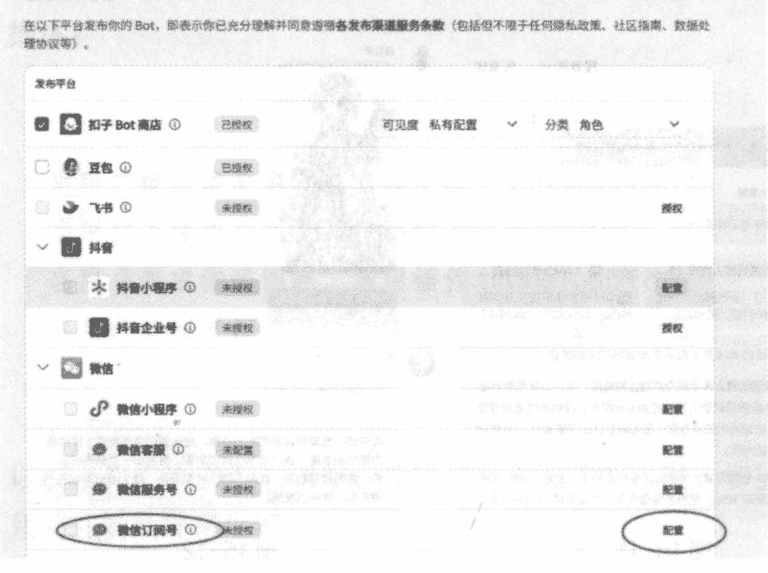 在以下平台发布你的 Bot，即表示你已充分理解并同意遵循各发布渠道服务条款（包括但不限于任何隐私政策、社区指南、数据处
理协议等）。
发布平台
扣子 Bot 商店 已授权 可见度 私有配置 分类 角色
豆包 已授权
飞书 未授权 授权
抖音
抖音小程序 未授权 配置
抖音企业号 未授权 授权
微信
微信小程序 未授权 配置
微信客服 未配置 配置
微信服务号 未授权 配置
微信订阅号 未授权 配置